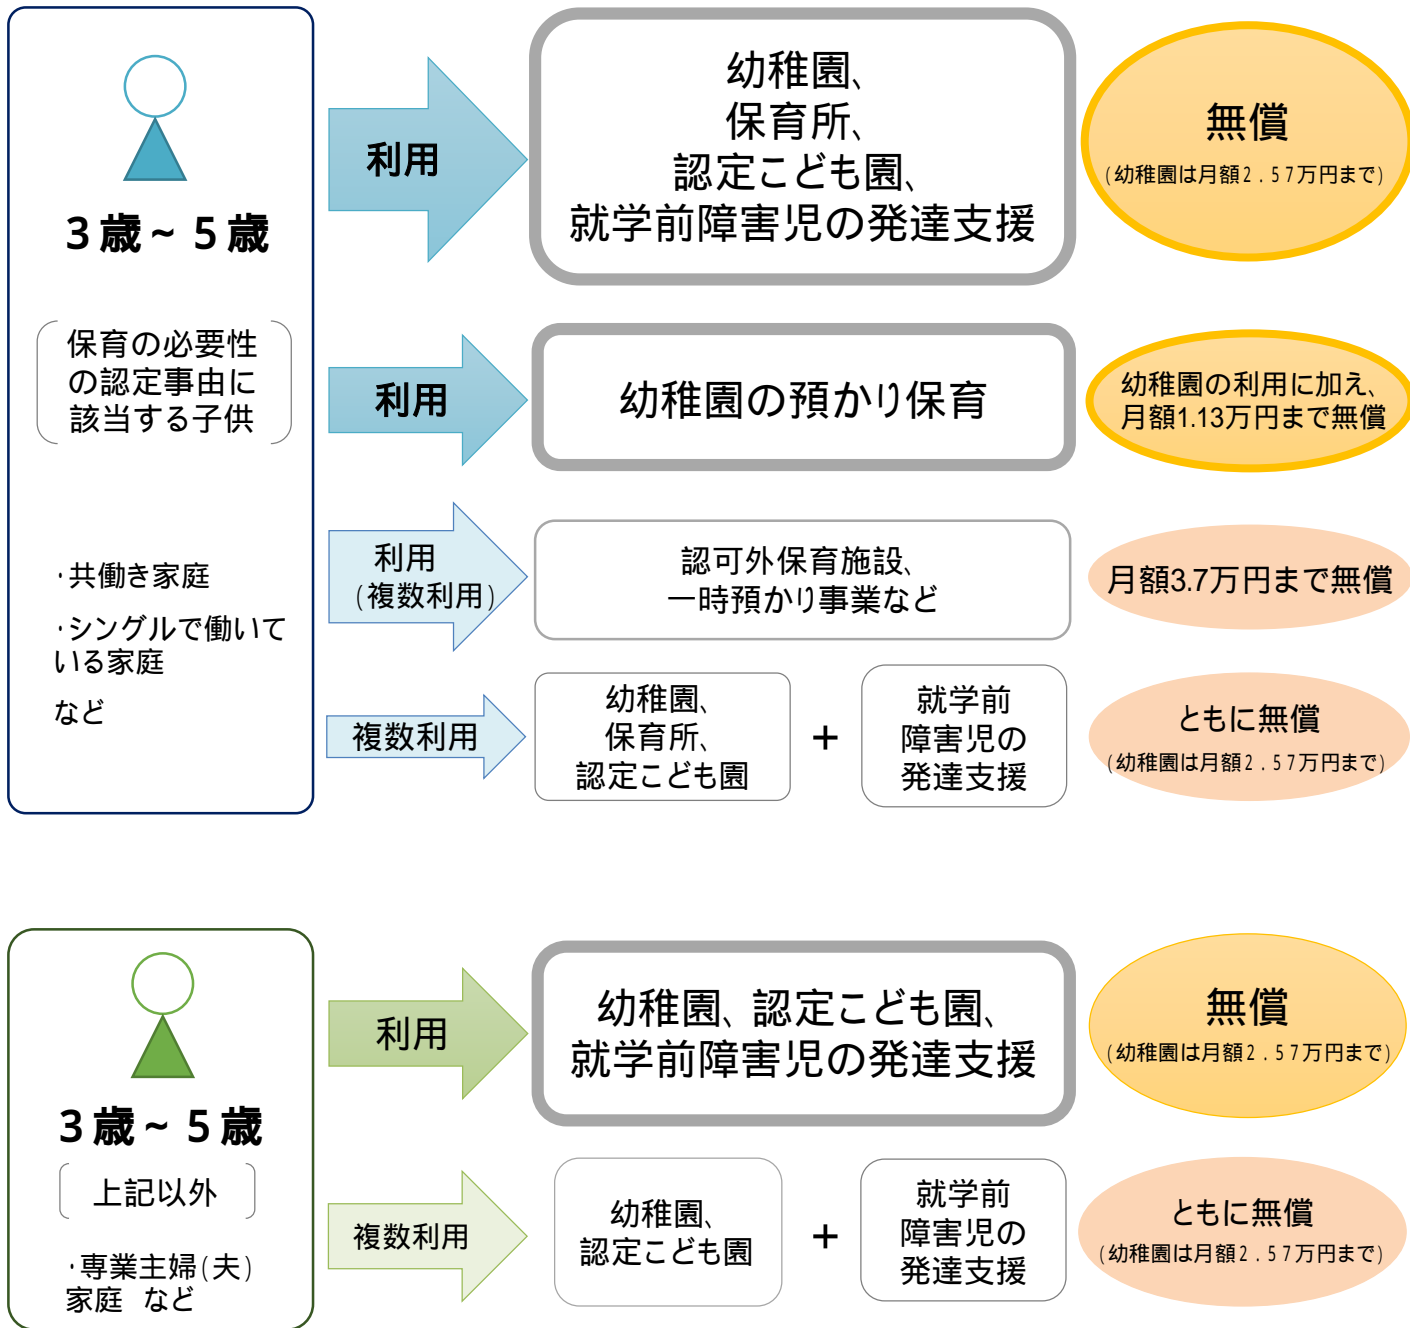 3歳～5歳
保育の必要性
の認定事由に
該当する子供
・共働き家庭
・シングルで働いて
いる家庭
など
利用
幼稚園、
保育所、
認定こども園、
就学前障害児の発達支援
無償
(幼稚園は月額2.57万円まで)
利用
幼稚園の預かり保育
幼稚園の利用に加え、
月額1.13万円まで無償
利用
(複数利用)
認可外保育施設、
一時預かり事業など
月額3.7万円まで無償
複数利用
幼稚園、
保育所、
認定こども園
＋
就学前
障害児の
発達支援
ともに無償
(幼稚園は月額2.57万円まで)
3歳～5歳
上記以外
・専業主婦(夫)
家庭 など
利用
幼稚園、認定こども園、
就学前障害児の発達支援
無償
(幼稚園は月額2.57万円まで)
複数利用
幼稚園、
認定こども園
＋
就学前
障害児の
発達支援
ともに無償
(幼稚園は月額2.57万円まで)